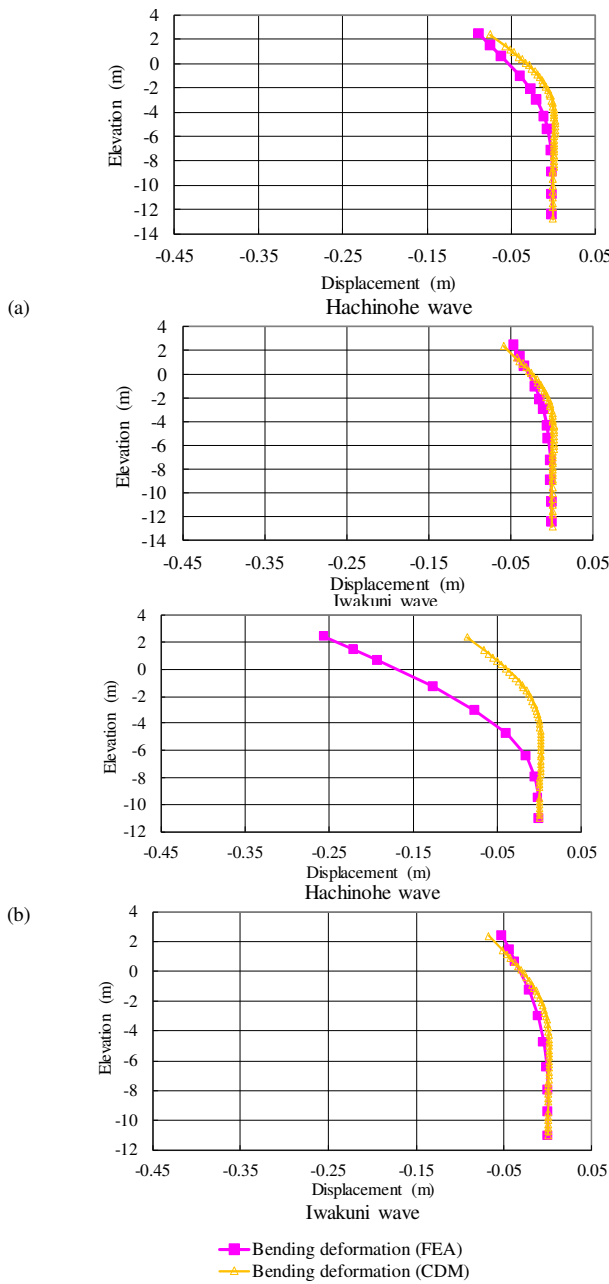 4
2
0
-2
-4
-6
-8
-10
-12
-14
Elevation (m)
-0.45 -0.35 -0.25 -0.15 -0.05 0.05
Displacement (m)
(a) Hachinohe wave
4
2
0
-2
-4
-6
-8
-10
-12
-14
Elevation (m)
-0.45 -0.35 -0.25 -0.15 -0.05 0.05
Displacement (m)
Iwakuni wave
4
2
0
-2
-4
-6
-8
-10
-12
Elevation (m)
-0.45 -0.35 -0.25 -0.15 -0.05 0.05
Displacement (m)
Hachinohe wave
(b)
4
2
0
-2
-4
-6
-8
-10
-12
Elevation (m)
-0.45 -0.35 -0.25 -0.15 -0.05 0.05
Displacement (m)
Iwakuni wave
Bending deformation (FEA)
Bending deformation (CDM)